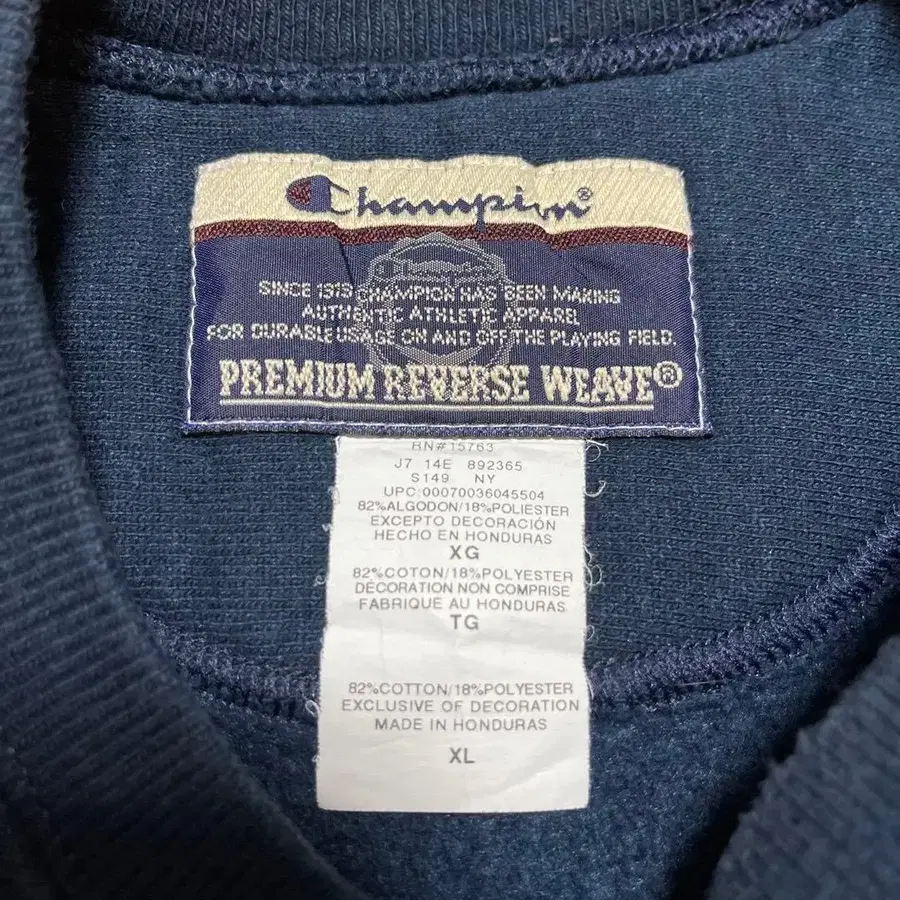 Champion®
Champion
SINCE 1919 CHAMPION HAS BEEN MAKING
AUTHENTIC ATHLETIC APPAREL
FOR DURABLE USAGE ON AND OFF THE PLAYING FIELD.
PREMIUM REVERSE WEAVE®
RN#15763
J7 14E 892365
S149 NY
UPC:00070036045504
82%ALGODON/18%POLIESTER
EXCEPTO DECORACIÓN
HECHO EN HONDURAS
XG
82%COTON/18%POLYESTER
DÉCORATION NON COMPRISE
FABRIQUE AU HONDURAS
TG
82%COTTON/18%POLYESTER
EXCLUSIVE OF DECORATION
MADE IN HONDURAS
XL